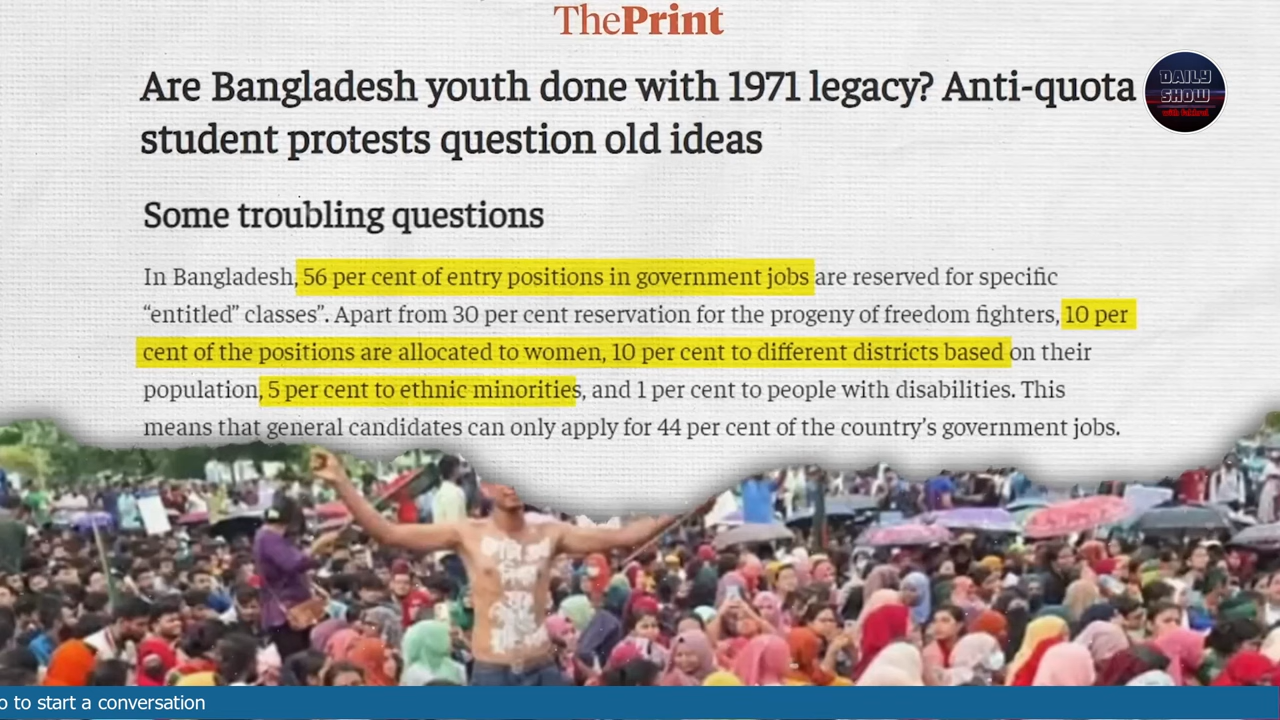 ThePrint
Are Bangladesh youth done with 1971 legacy? Anti-quota
student protests question old ideas
DAILY
SHOW
Some troubling questions
In Bangladesh, 56 per cent of entry positions in government jobs are reserved for specific
“entitled” classes”. Apart from 30 per cent reservation for the progeny of freedom fighters, 10 per
cent of the positions are allocated to women, 10 per cent to different districts based on their
population, 5 per cent to ethnic minorities, and 1 per cent to people with disabilities. This
means that general candidates can only apply for 44 per cent of the country’s government jobs.
o to start a conversation